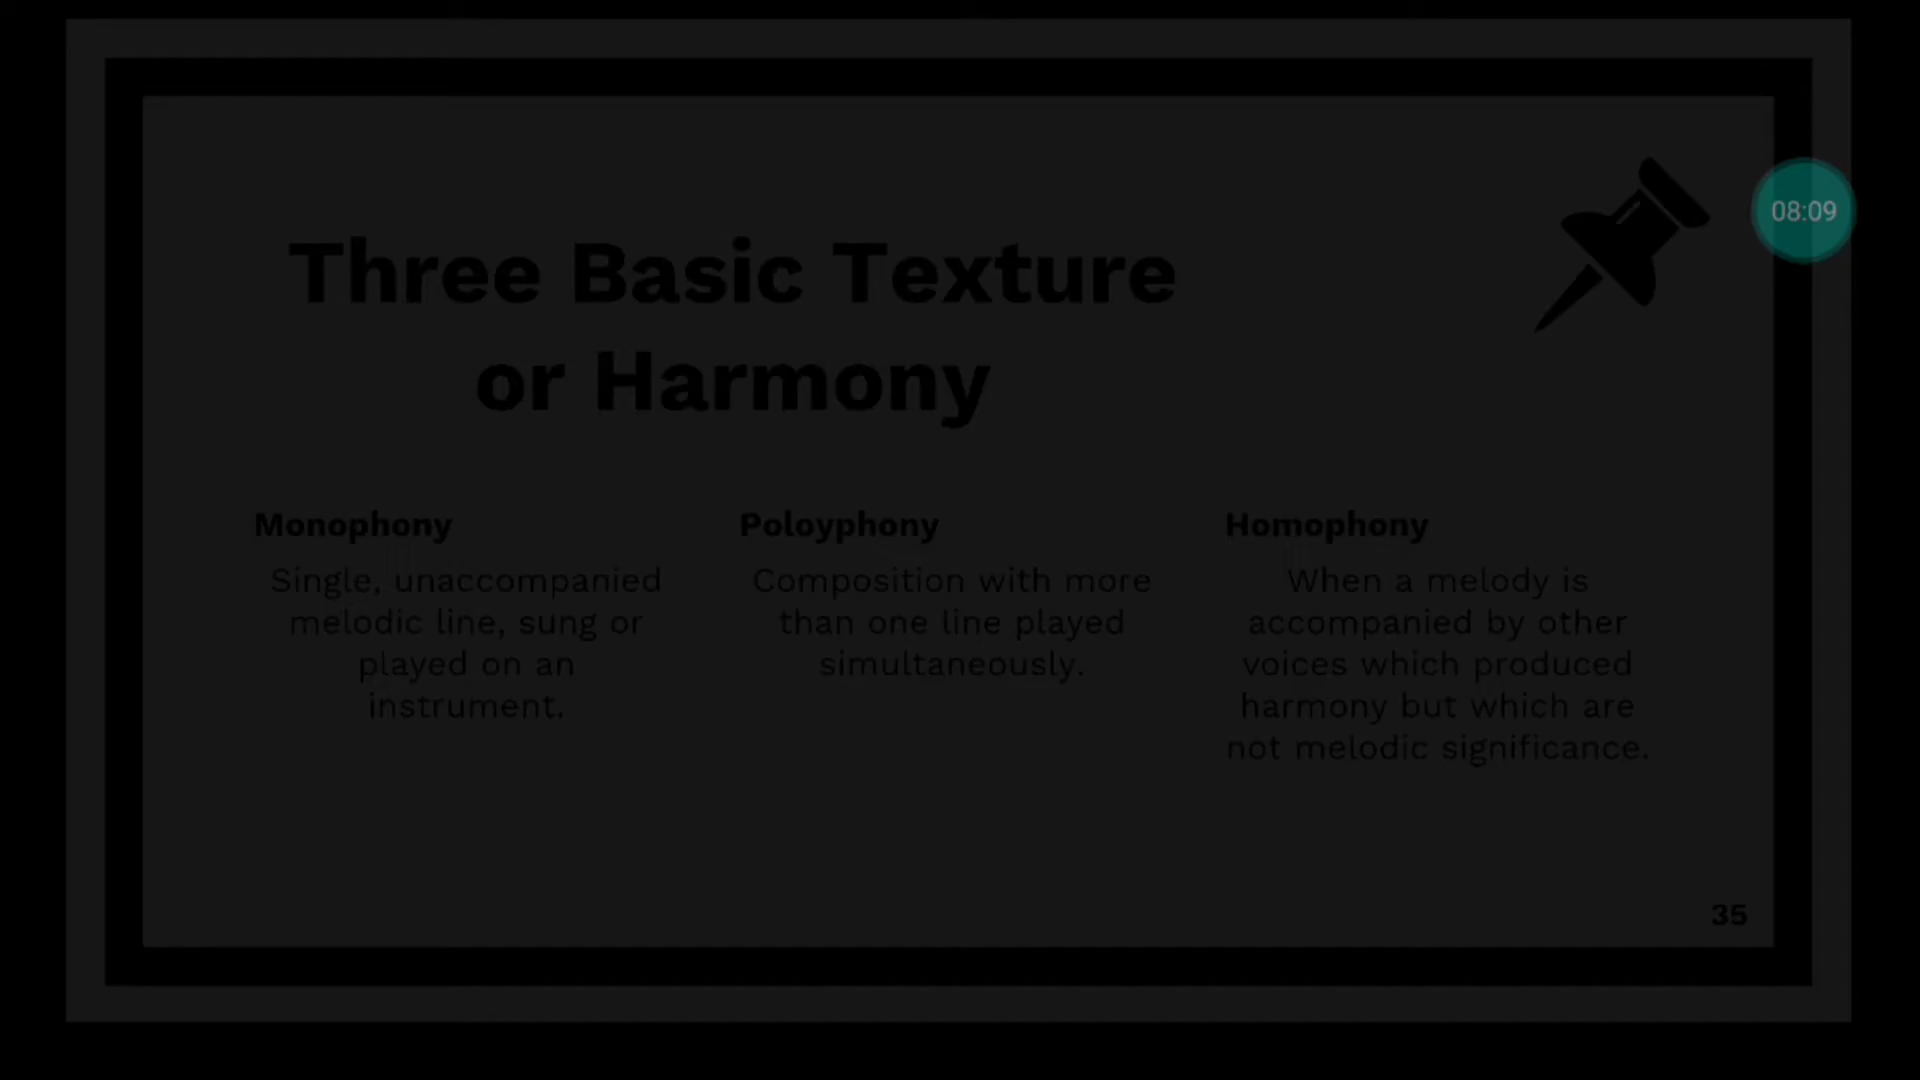 08:09
Three Basic Texture
or Harmony
Monophony
Single, unaccompanied
melodic line, sung or
played on an
instrument.
Poloyphony
Composition with more
than one line played
simultaneously.
Homophony
When a melody is
accompanied by other
voices which produced
harmony but which are
not melodic significance.
35